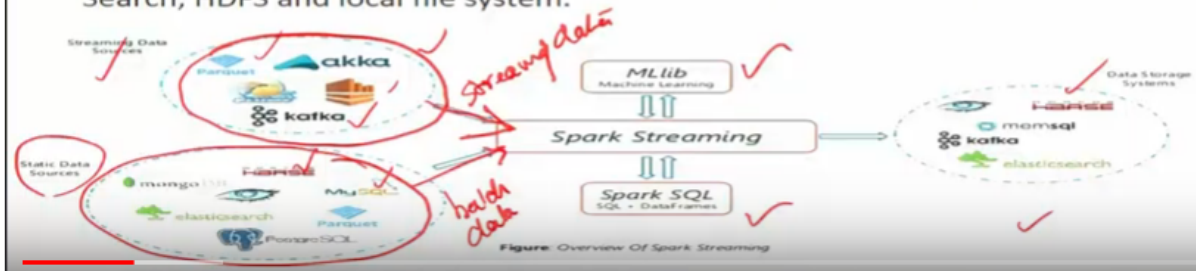 Search, HDFS and local file system.
Streaming Data
Sources
Parquet
akka
kafka
streaming data
MLlib
Machine Learning
Data Storage
Systems
HBASE
memsql
kafka
elasticsearch
Spark Streaming
Static Data
Sources
HBASE
mongoDB
MySQL
elasticsearch
Parquet
PostgreSQL
batch
data
Spark SQL
SQL + DataFrames
Figure: Overview Of Spark Streaming